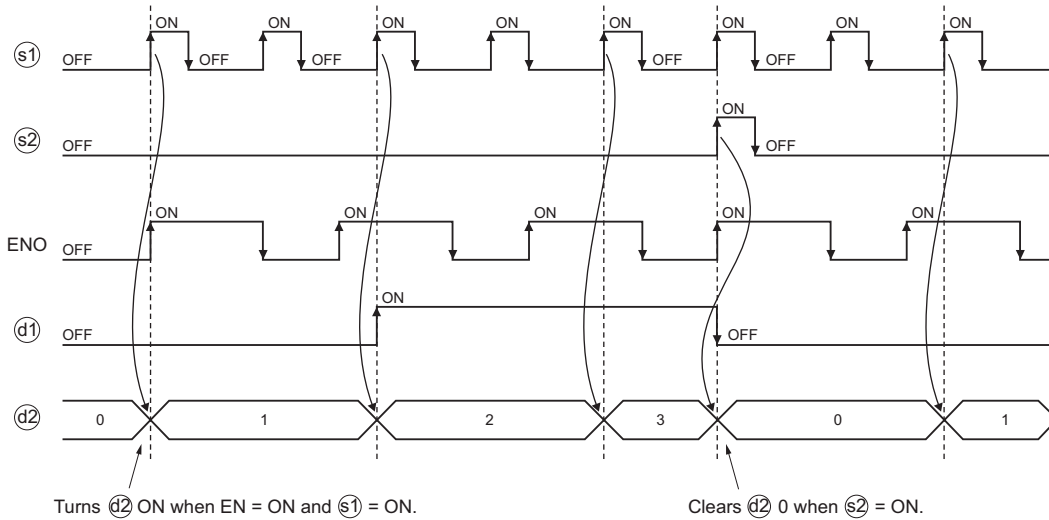 ON ON ON ON ON ON ON ON
s1 OFF OFF OFF OFF OFF
ON
s2 OFF OFF
ON ON ON ON ON
ENO OFF
ON
d1 OFF OFF
d2 0 1 2 3 0 1
Turns d2 ON when EN = ON and s1 = ON.
Clears d2 0 when s2 = ON.